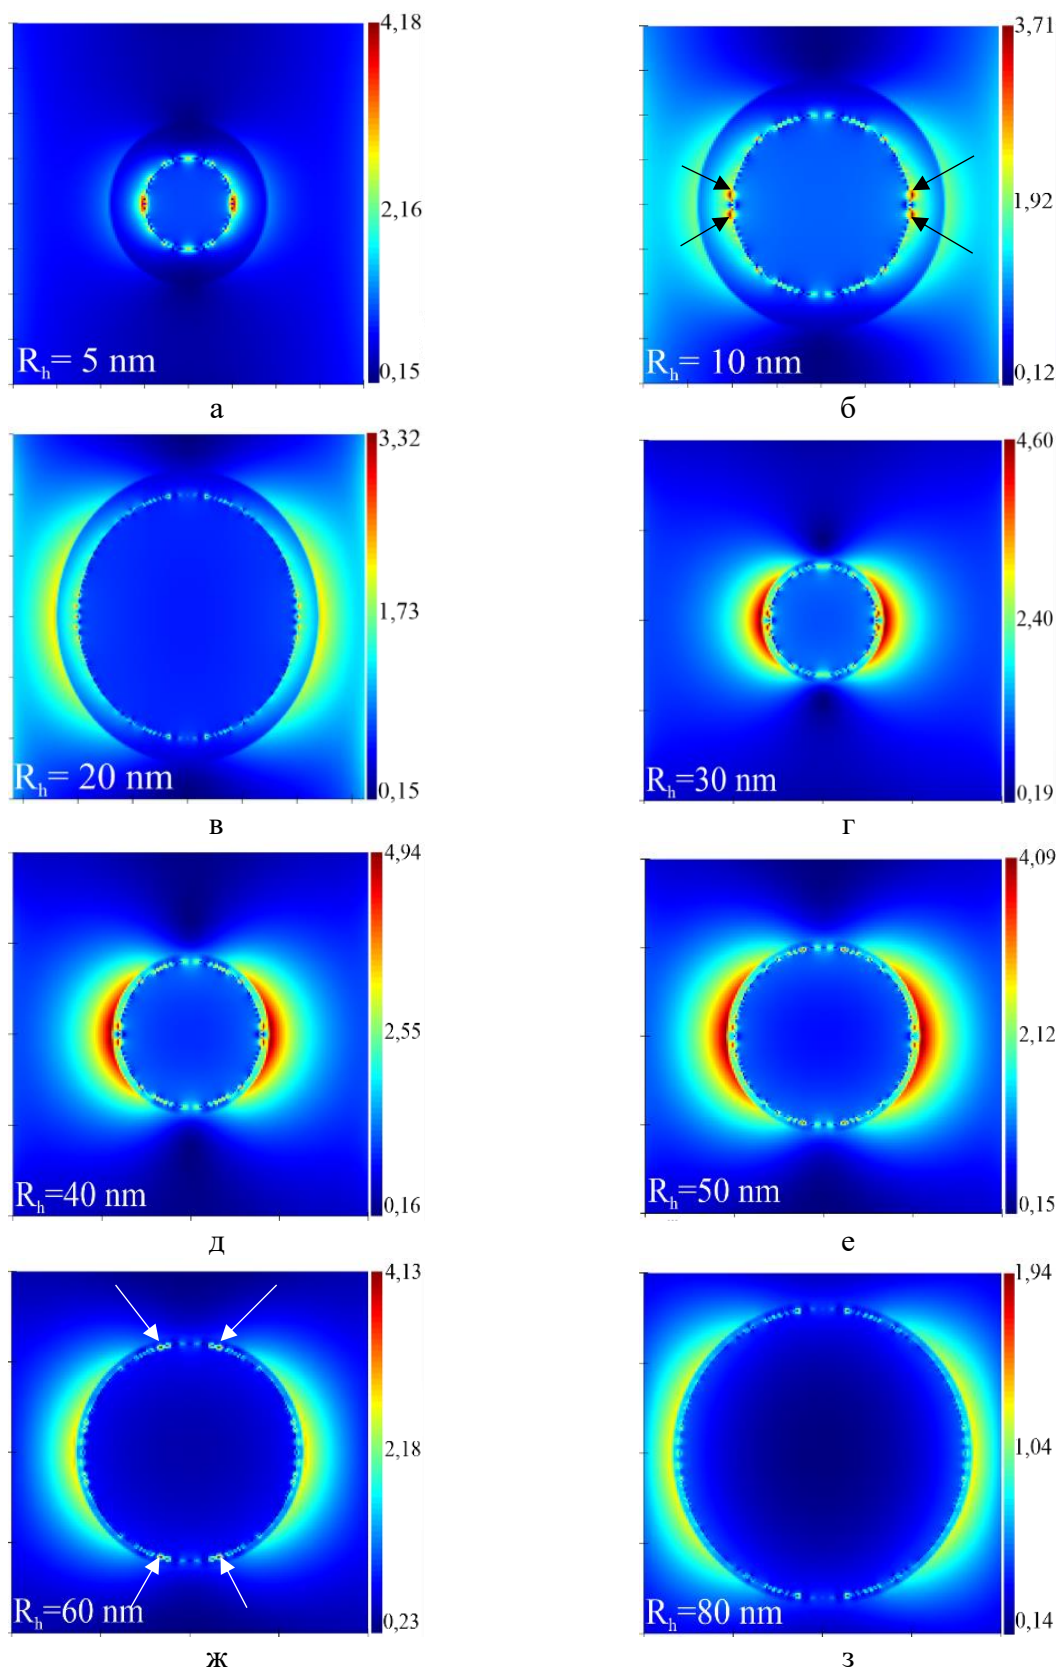 4,18
2,16
0,15
Rₕ= 5 nm
а
3,71
1,92
0,12
Rₕ= 10 nm
б
3,32
1,73
0,15
Rₕ= 20 nm
в
4,60
2,40
0,19
Rₕ=30 nm
г
4,94
2,55
0,16
Rₕ=40 nm
д
4,09
2,12
0,15
Rₕ=50 nm
е
4,13
2,18
0,23
Rₕ=60 nm
ж
1,94
1,04
0,14
Rₕ=80 nm
з